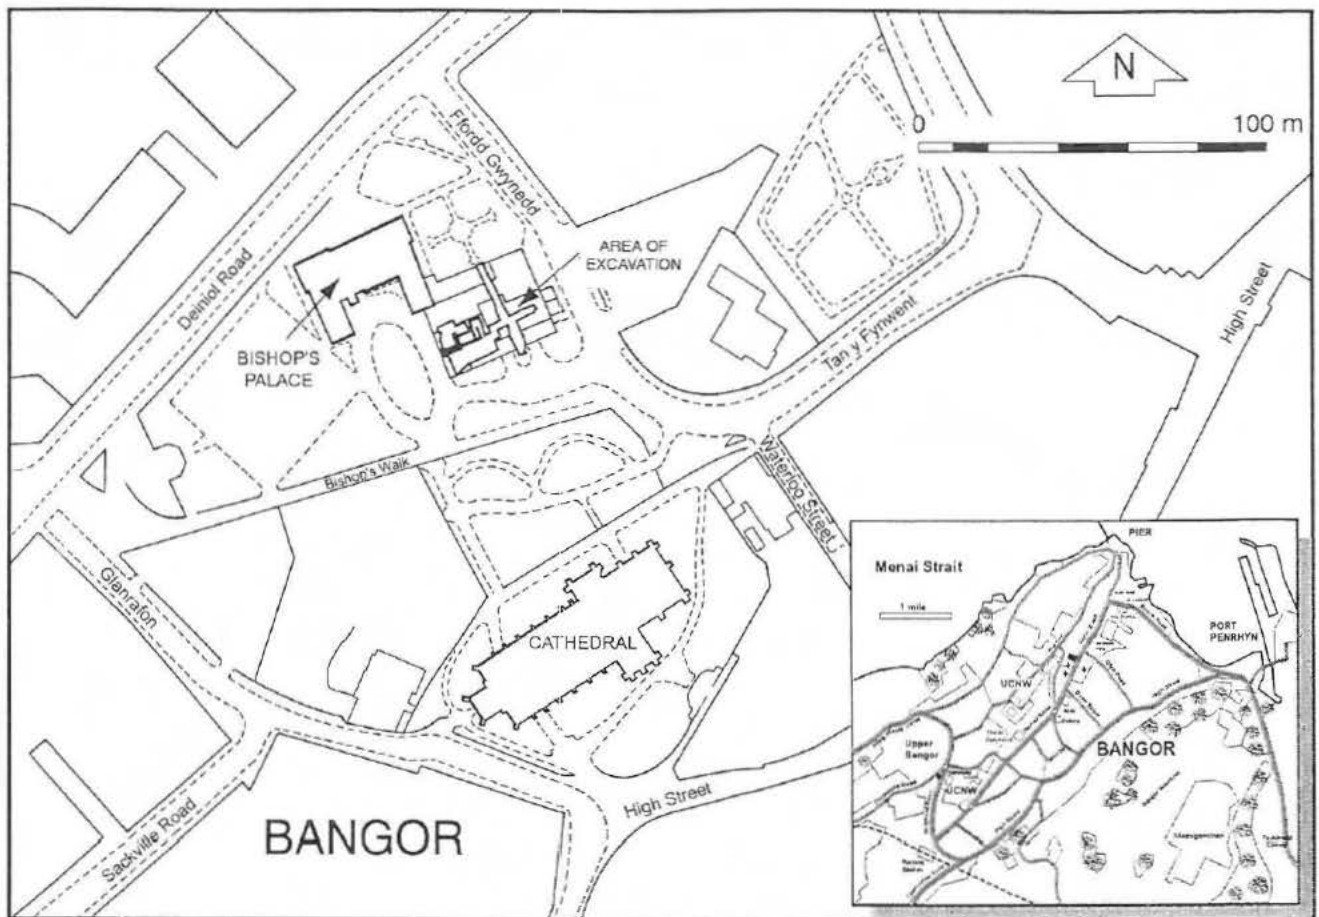 N
0
100 m
Ffordd Gwynedd
AREA OF
EXCAVATION
Deiniol Road
High Street
BISHOP'S
PALACE
Tan y Fynwent
Bishop's Walk
Waterloo Street
Glanrafon
CATHEDRAL
High Street
Sackville Road
BANGOR
PIER
Menai Strait
1 mile
PORT
PENRHYN
UCNW
Upper
Bangor
BANGOR
UCNW
Maesgeirchen